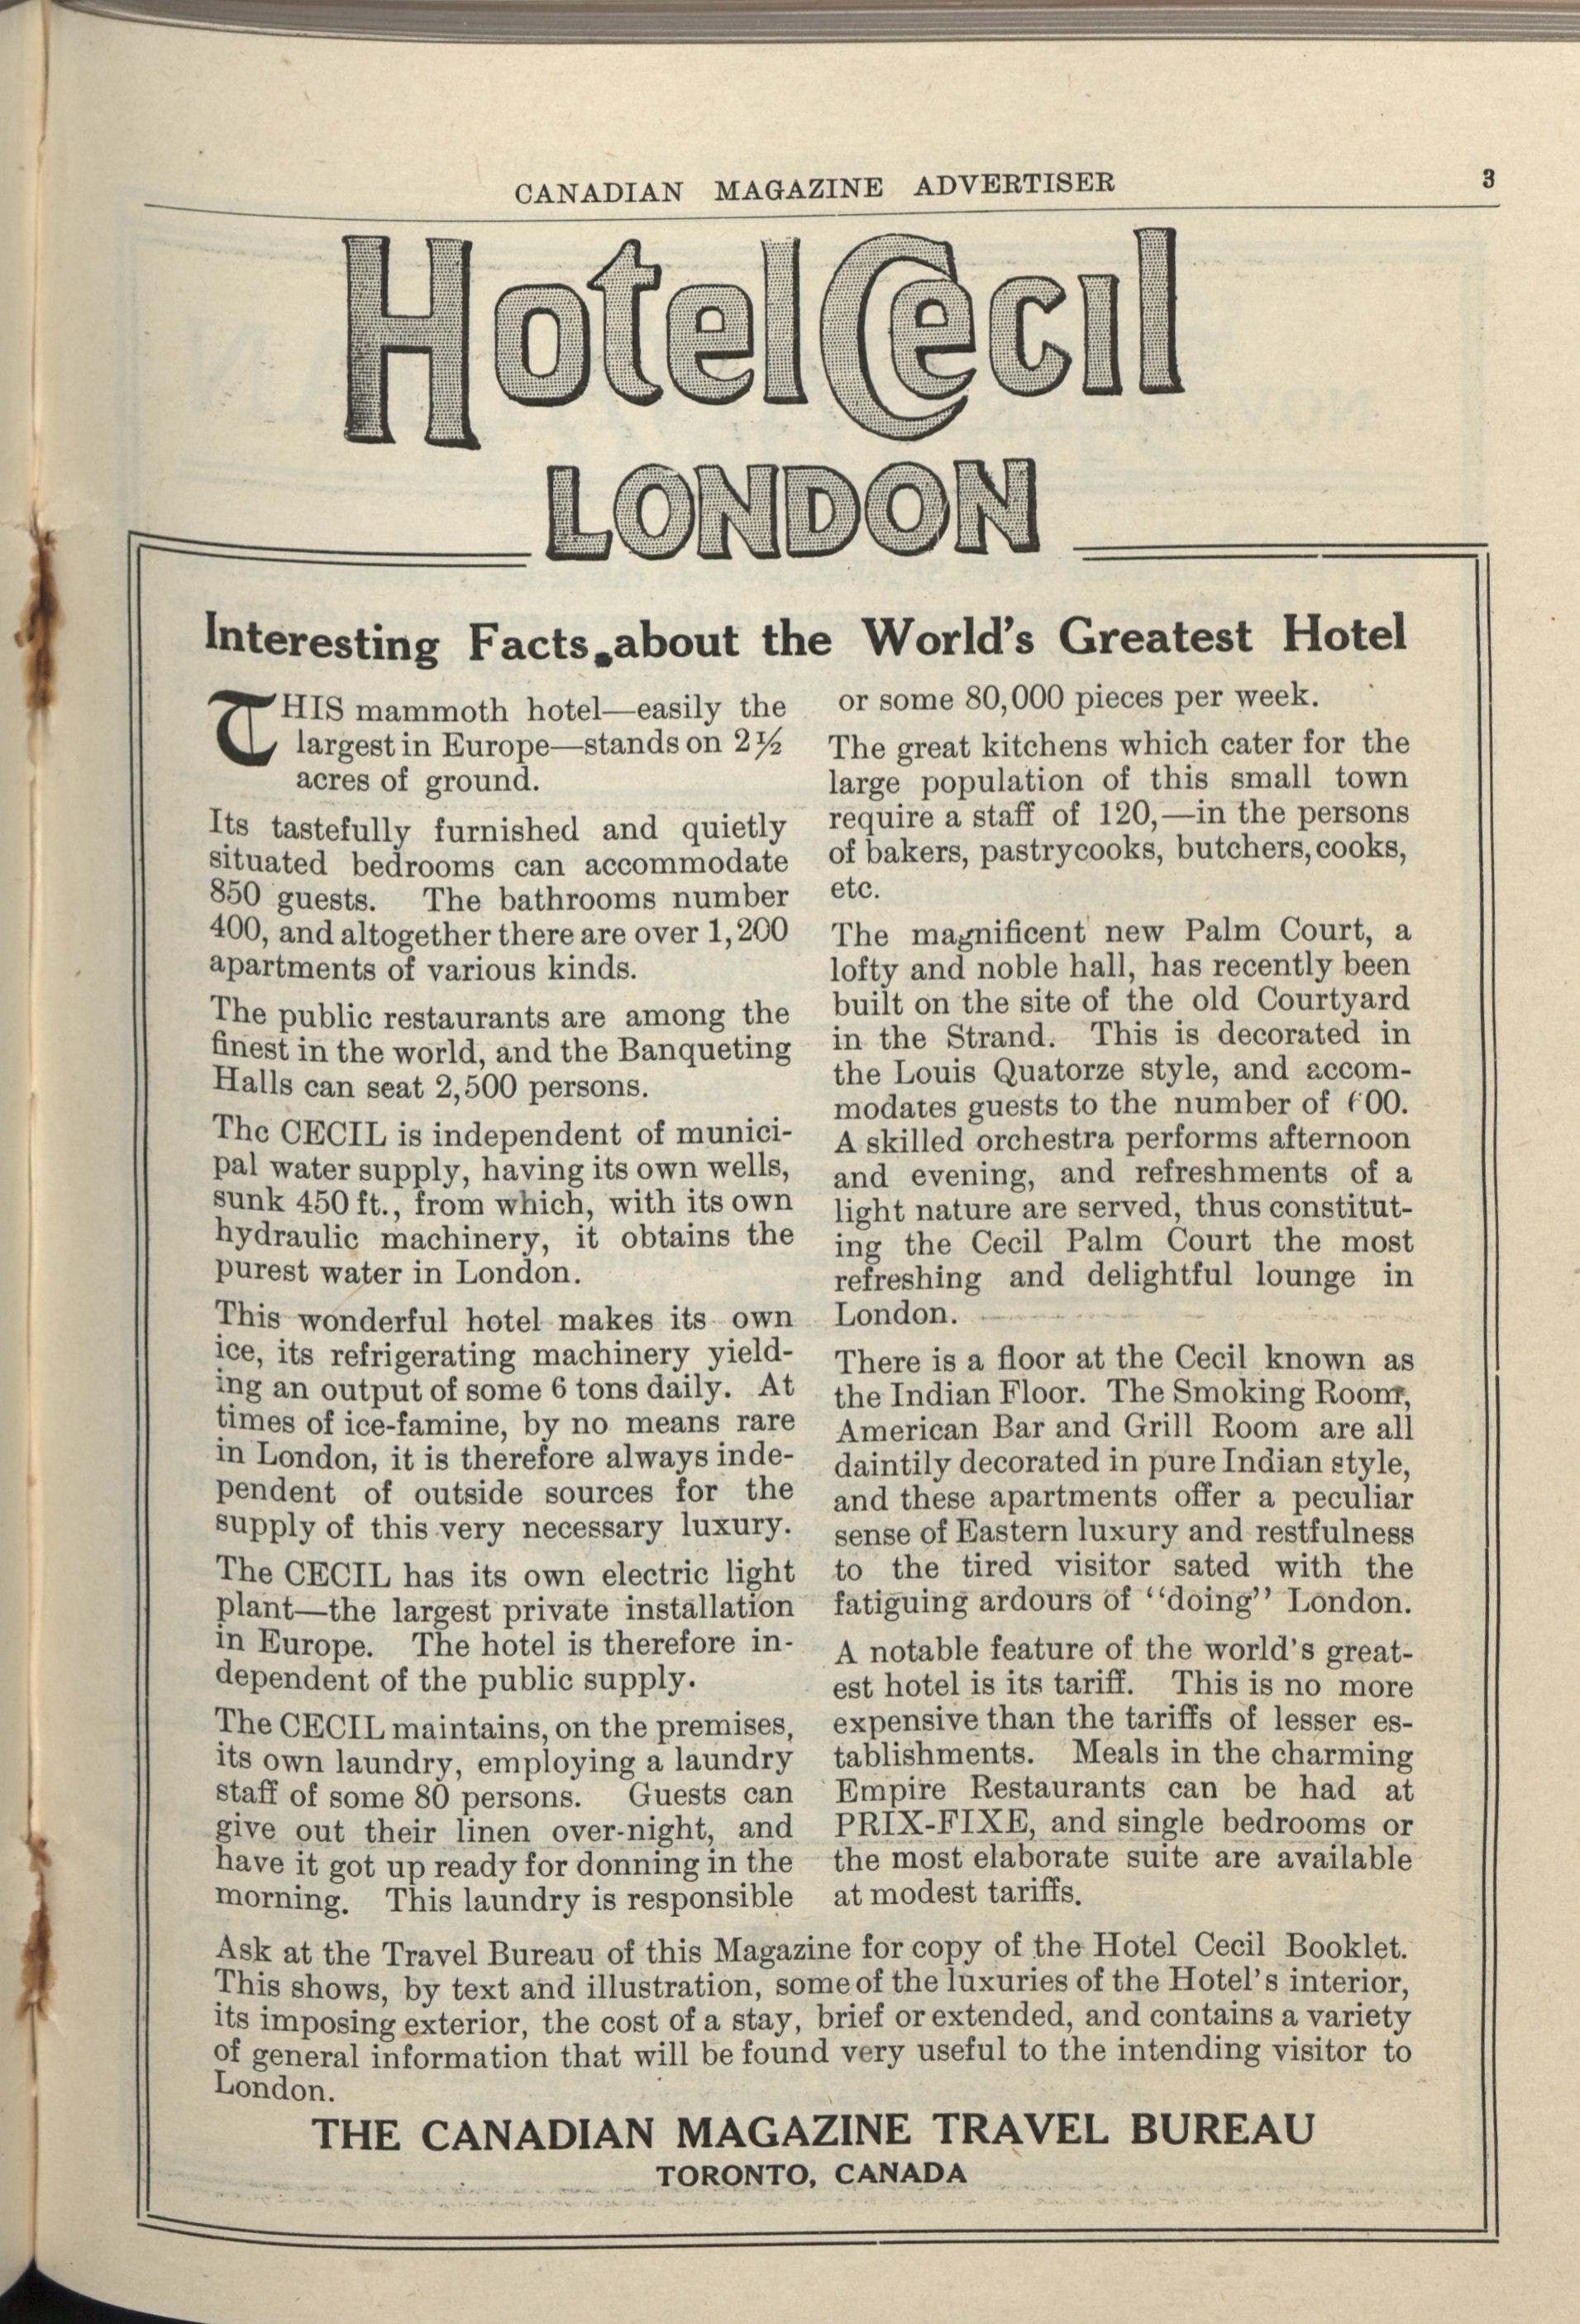 CANADIAN MAGAZINE ADVERTISER 3
Hotel Cecil
LONDON
Interesting Facts about the World's Greatest Hotel
THIS mammoth hotel—easily the
largest in Europe—stands on 2½
acres of ground.
Its tastefully furnished and quietly
situated bedrooms can accommodate
850 guests. The bathrooms number
400, and altogether there are over 1,200
apartments of various kinds.
The public restaurants are among the
finest in the world, and the Banqueting
Halls can seat 2,500 persons.
The CECIL is independent of munici-
pal water supply, having its own wells,
sunk 450 ft., from which, with its own
hydraulic machinery, it obtains the
purest water in London.
This wonderful hotel makes its own
ice, its refrigerating machinery yield-
ing an output of some 6 tons daily. At
times of ice-famine, by no means rare
in London, it is therefore always inde-
pendent of outside sources for the
supply of this very necessary luxury.
The CECIL has its own electric light
plant—the largest private installation
in Europe. The hotel is therefore in-
dependent of the public supply.
The CECIL maintains, on the premises,
its own laundry, employing a laundry
staff of some 80 persons. Guests can
give out their linen over-night, and
have it got up ready for donning in the
morning. This laundry is responsible
or some 80,000 pieces per week.
The great kitchens which cater for the
large population of this small town
require a staff of 120,—in the persons
of bakers, pastrycooks, butchers, cooks,
etc.
The magnificent new Palm Court, a
lofty and noble hall, has recently been
built on the site of the old Courtyard
in the Strand. This is decorated in
the Louis Quatorze style, and accom-
modates guests to the number of 600.
A skilled orchestra performs afternoon
and evening, and refreshments of a
light nature are served, thus constitut-
ing the Cecil Palm Court the most
refreshing and delightful lounge in
London.
There is a floor at the Cecil known as
the Indian Floor. The Smoking Room,
American Bar and Grill Room are all
daintily decorated in pure Indian style,
and these apartments offer a peculiar
sense of Eastern luxury and restfulness
to the tired visitor sated with the
fatiguing ardours of "doing" London.
A notable feature of the world's great-
est hotel is its tariff. This is no more
expensive than the tariffs of lesser es-
tablishments. Meals in the charming
Empire Restaurants can be had at
PRIX-FIXE, and single bedrooms or
the most elaborate suite are available
at modest tariffs.
Ask at the Travel Bureau of this Magazine for copy of the Hotel Cecil Booklet.
This shows, by text and illustration, some of the luxuries of the Hotel's interior,
its imposing exterior, the cost of a stay, brief or extended, and contains a variety
of general information that will be found very useful to the intending visitor to
London.
THE CANADIAN MAGAZINE TRAVEL BUREAU
TORONTO, CANADA